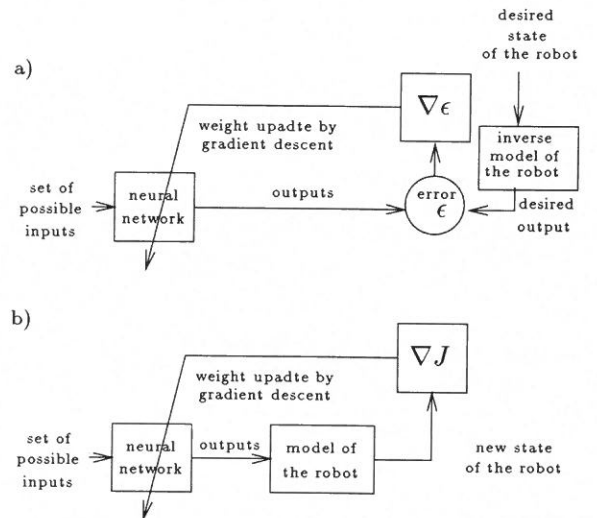 desired
state
of the robot
a)
∇ϵ
weight upadte by
gradient descent
inverse
model of
the robot
set of
possible
inputs
neural
network
outputs
error
ϵ
desired
output
b)
∇J
weight upadte by
gradient descent
set of
possible
inputs
neural
network
outputs
model of
the robot
new state
of the robot